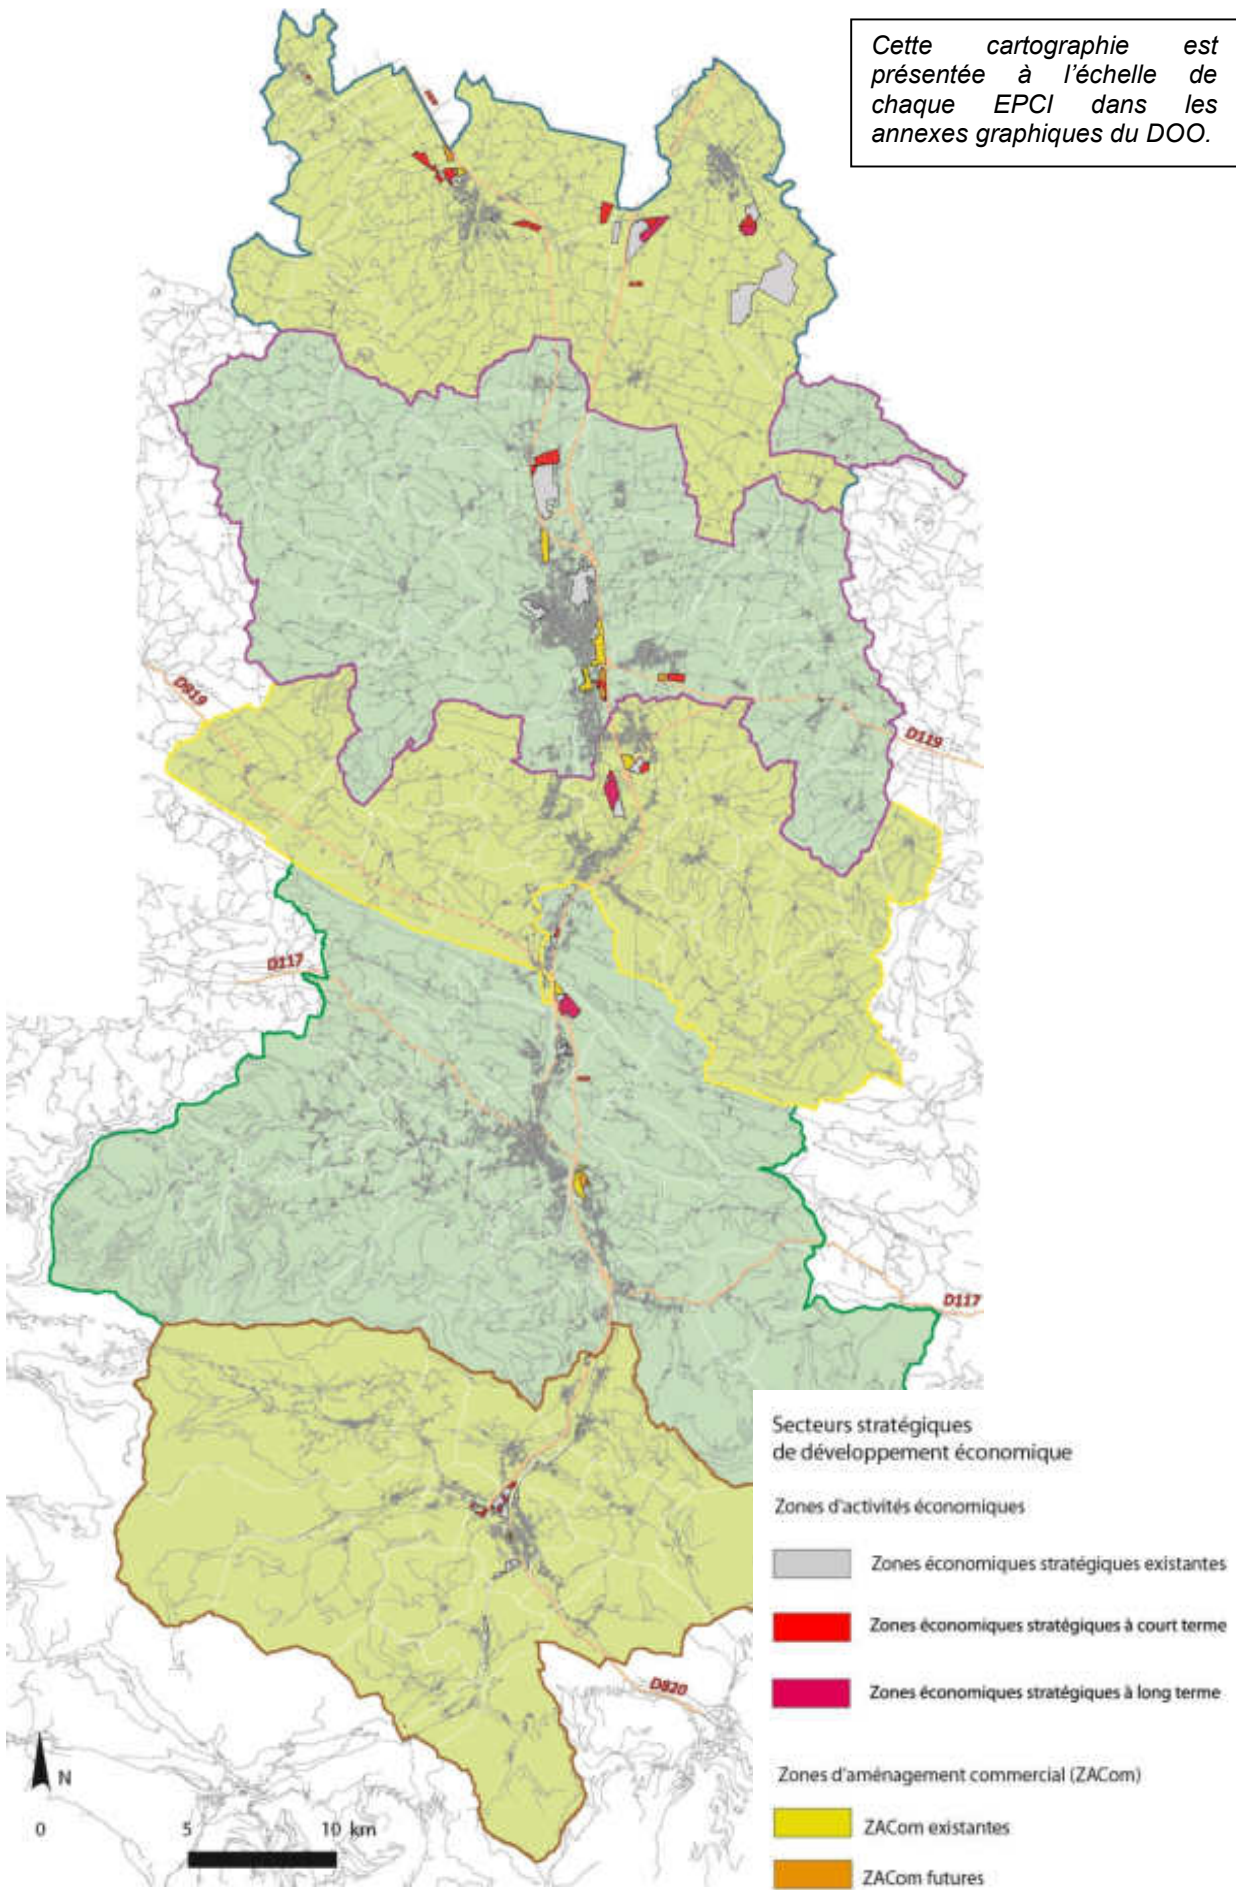 Cette cartographie est
présentée à l'échelle de
chaque EPCI dans les
annexes graphiques du DOO.
D919
D119
D117
D117
D820
Secteurs stratégiques
de développement économique
Zones d'activités économiques
Zones économiques stratégiques existantes
Zones économiques stratégiques à court terme
Zones économiques stratégiques à long terme
Zones d'aménagement commercial (ZACom)
ZACom existantes
ZACom futures
N
0 5 10 km